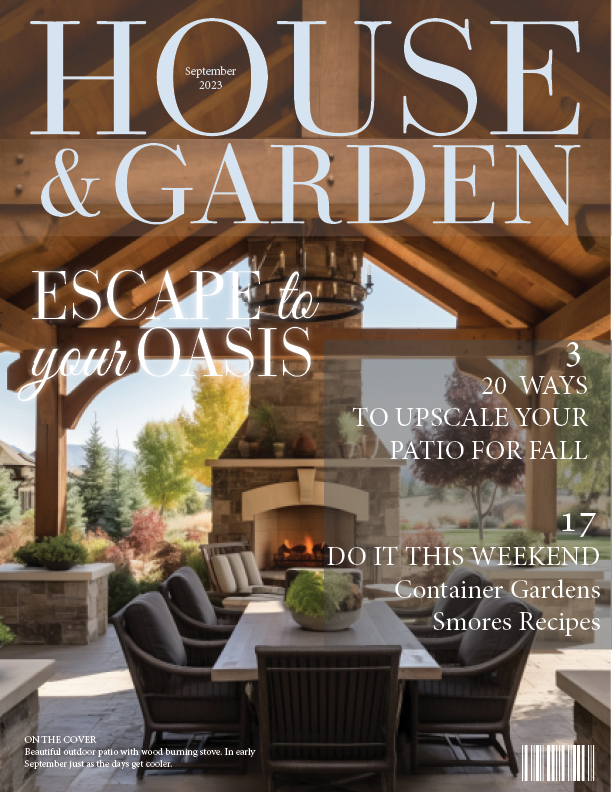 HOUSE
September
2023
& GARDEN
ESCAPE to
your OASIS
3
20 WAYS
TO UPSCALE YOUR
PATIO FOR FALL
17
DO IT THIS WEEKEND
Container Gardens
Smores Recipes
ON THE COVER
Beautiful outdoor patio with wood burning stove. In early
September just as the days get cooler.